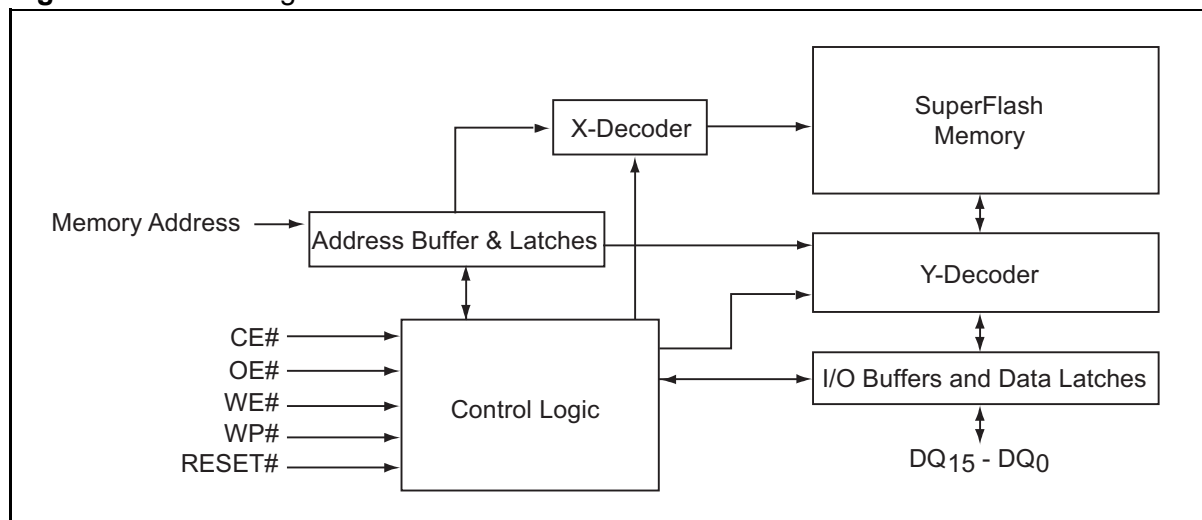 SuperFlash
Memory
X-Decoder
Memory Address
Address Buffer & Latches
Y-Decoder
CE#
OE#
WE#
WP#
RESET#
Control Logic
I/O Buffers and Data Latches
DQ15 - DQ0